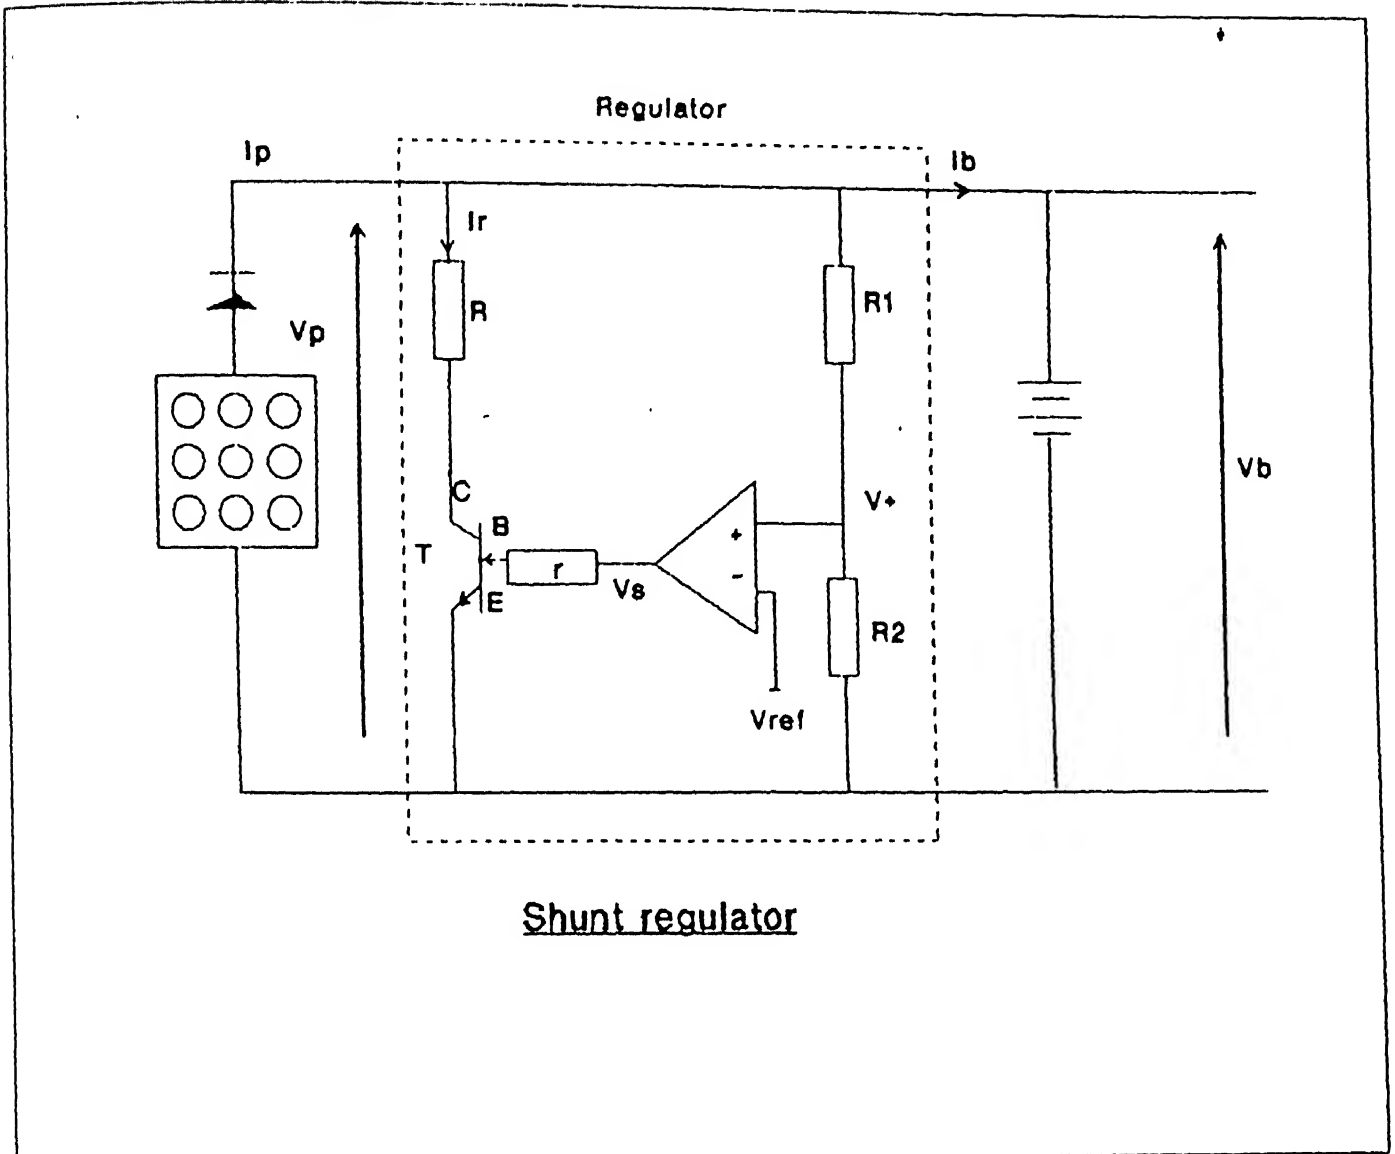 Regulator
Ip
Ib
Ir
R
R1
Vp
C
B
V+
T
r
Vs
+
-
E
R2
Vb
Vref
Shunt regulator